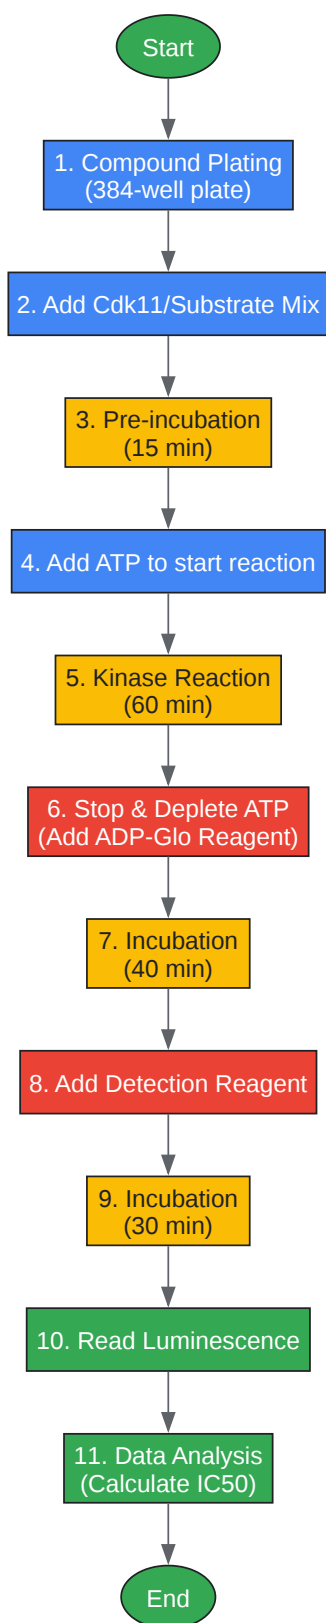 Start
1. Compound Plating
(384-well plate)
2. Add Cdk11/Substrate Mix
3. Pre-incubation
(15 min)
4. Add ATP to start reaction
5. Kinase Reaction
(60 min)
6. Stop & Deplete ATP
(Add ADP-Glo Reagent)
7. Incubation
(40 min)
8. Add Detection Reagent
9. Incubation
(30 min)
10. Read Luminescence
11. Data Analysis
(Calculate IC50)
End